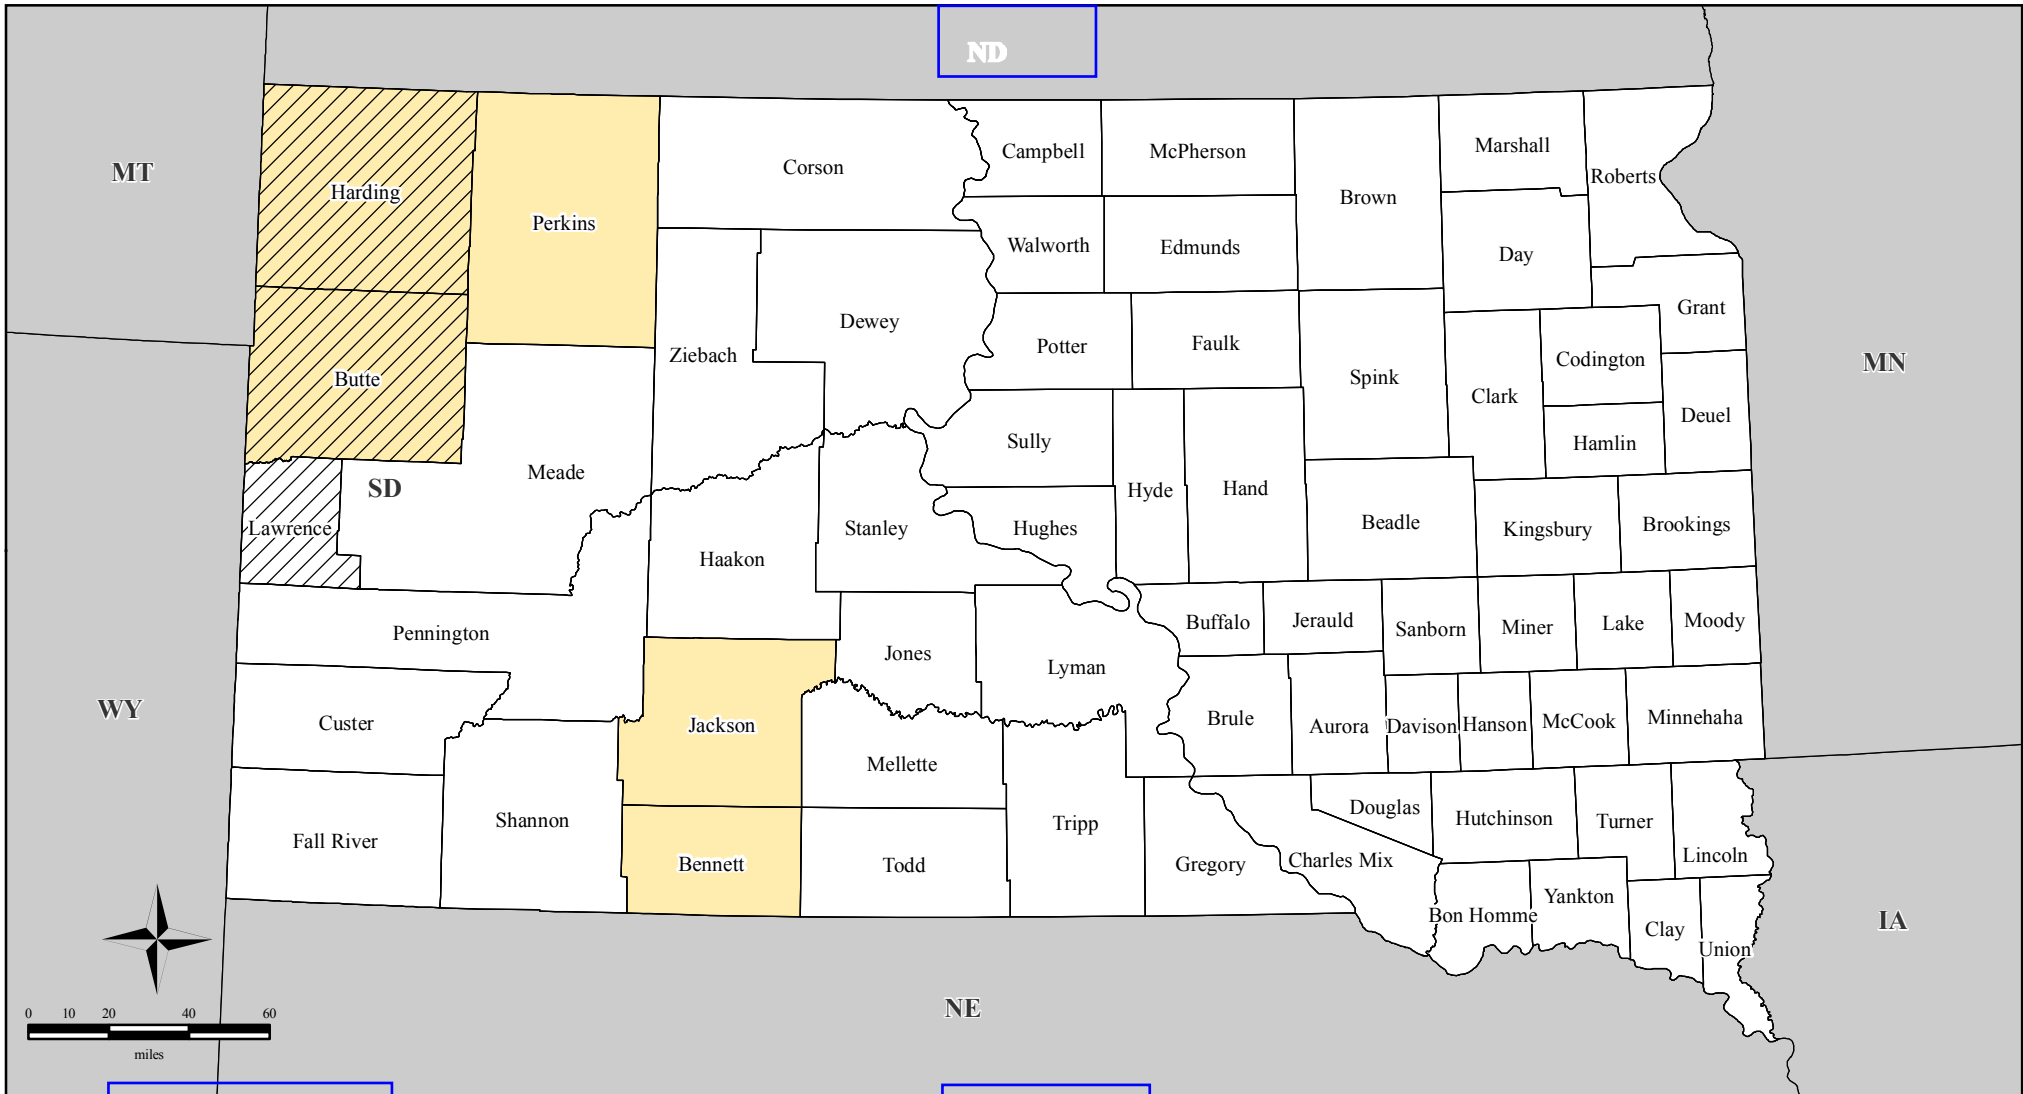 ND
MT
Harding
Perkins
Corson
Campbell
McPherson
Brown
Marshall
Roberts
Walworth
Edmunds
Day
Grant
Butte
Ziebach
Dewey
Potter
Faulk
Spink
Clark
Codington
MN
Deuel
Hamlin
Sully
Meade
SD
Lawrence
Haakon
Stanley
Hughes
Hyde
Hand
Beadle
Kingsbury
Brookings
Pennington
Jones
Lyman
Buffalo
Jerauld
Sanborn
Miner
Lake
Moody
WY
Custer
Jackson
Mellette
Brule
Aurora
Davison
Hanson
McCook
Minnehaha
Fall River
Shannon
Bennett
Todd
Tripp
Gregory
Charles Mix
Douglas
Hutchinson
Turner
Lincoln
Bon Homme
Yankton
Clay
Union
IA
NE
0 10 20 40 60
miles